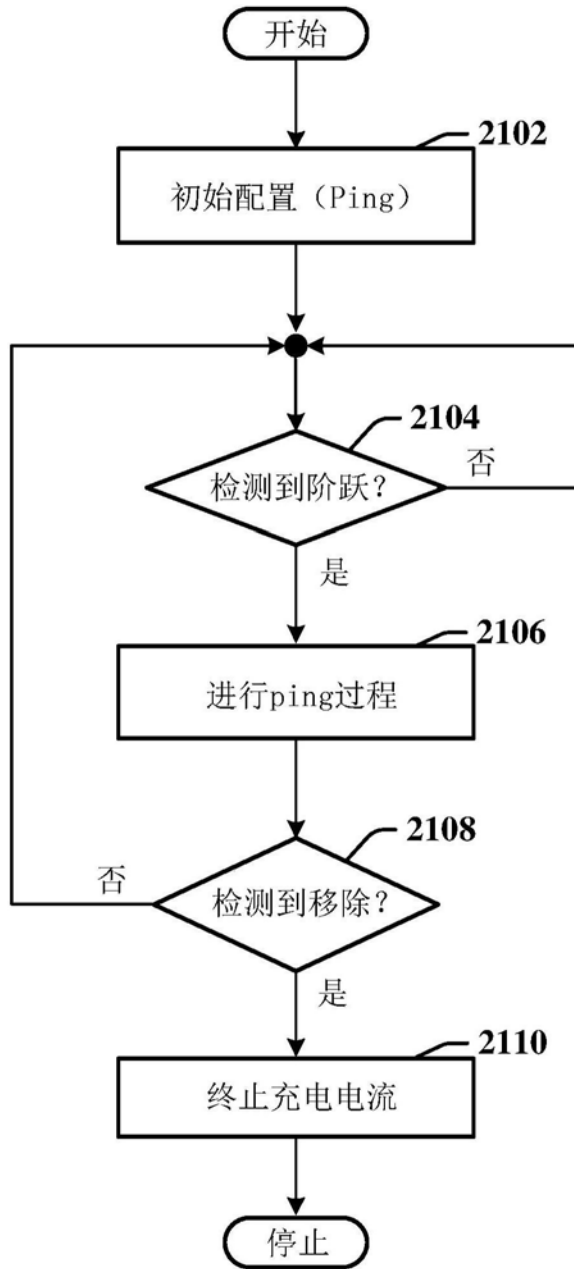 开始
2102
初始配置（Ping）
2104
检测到阶跃？
否
是
2106
进行ping过程
2108
否
检测到移除？
是
2110
终止充电电流
停止